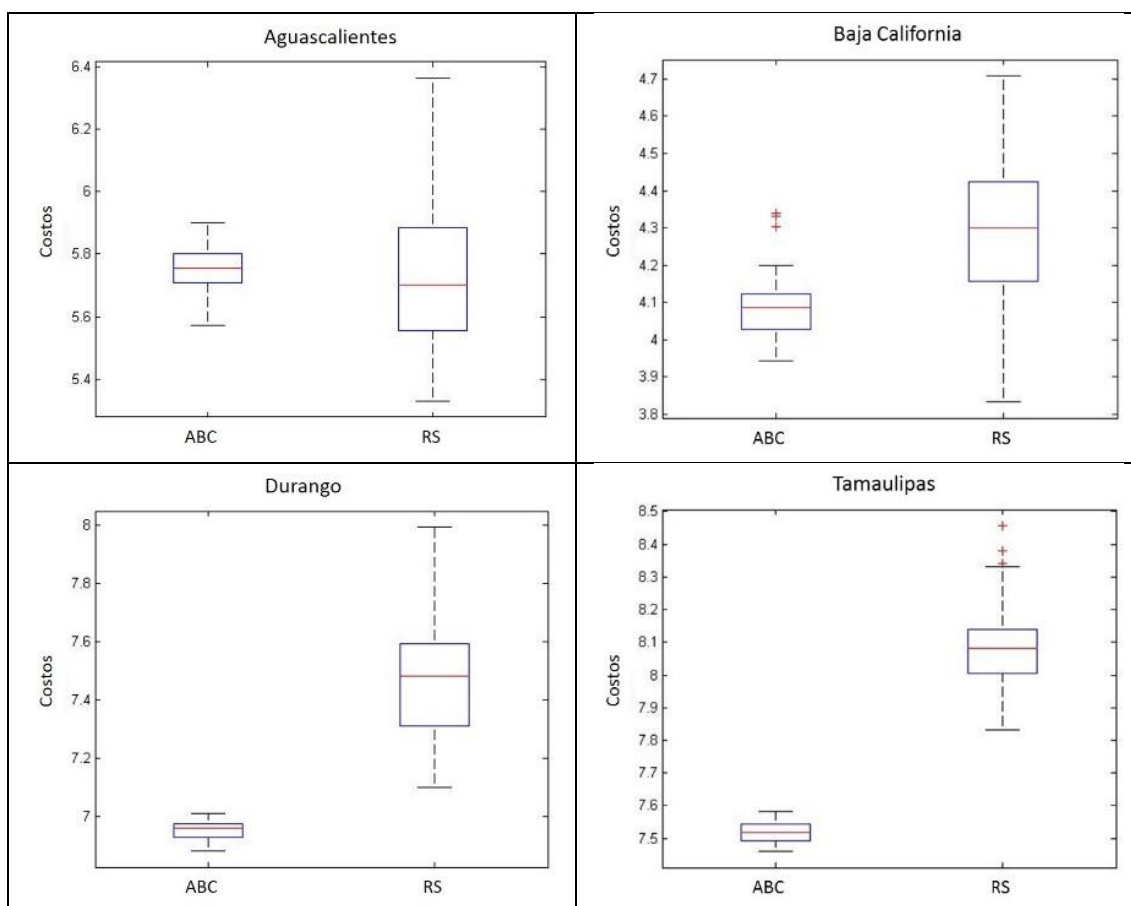 Aguascalientes
6.4
6.2
6
5.8
5.6
5.4
Costos
ABC RS
Baja California
4.7
4.6
4.5
4.4
4.3
4.2
4.1
4
3.9
3.8
Costos
ABC RS
Durango
8
7.8
7.6
7.4
7.2
7
Costos
ABC RS
Tamaulipas
8.5
8.4
8.3
8.2
8.1
8
7.9
7.8
7.7
7.6
7.5
Costos
ABC RS